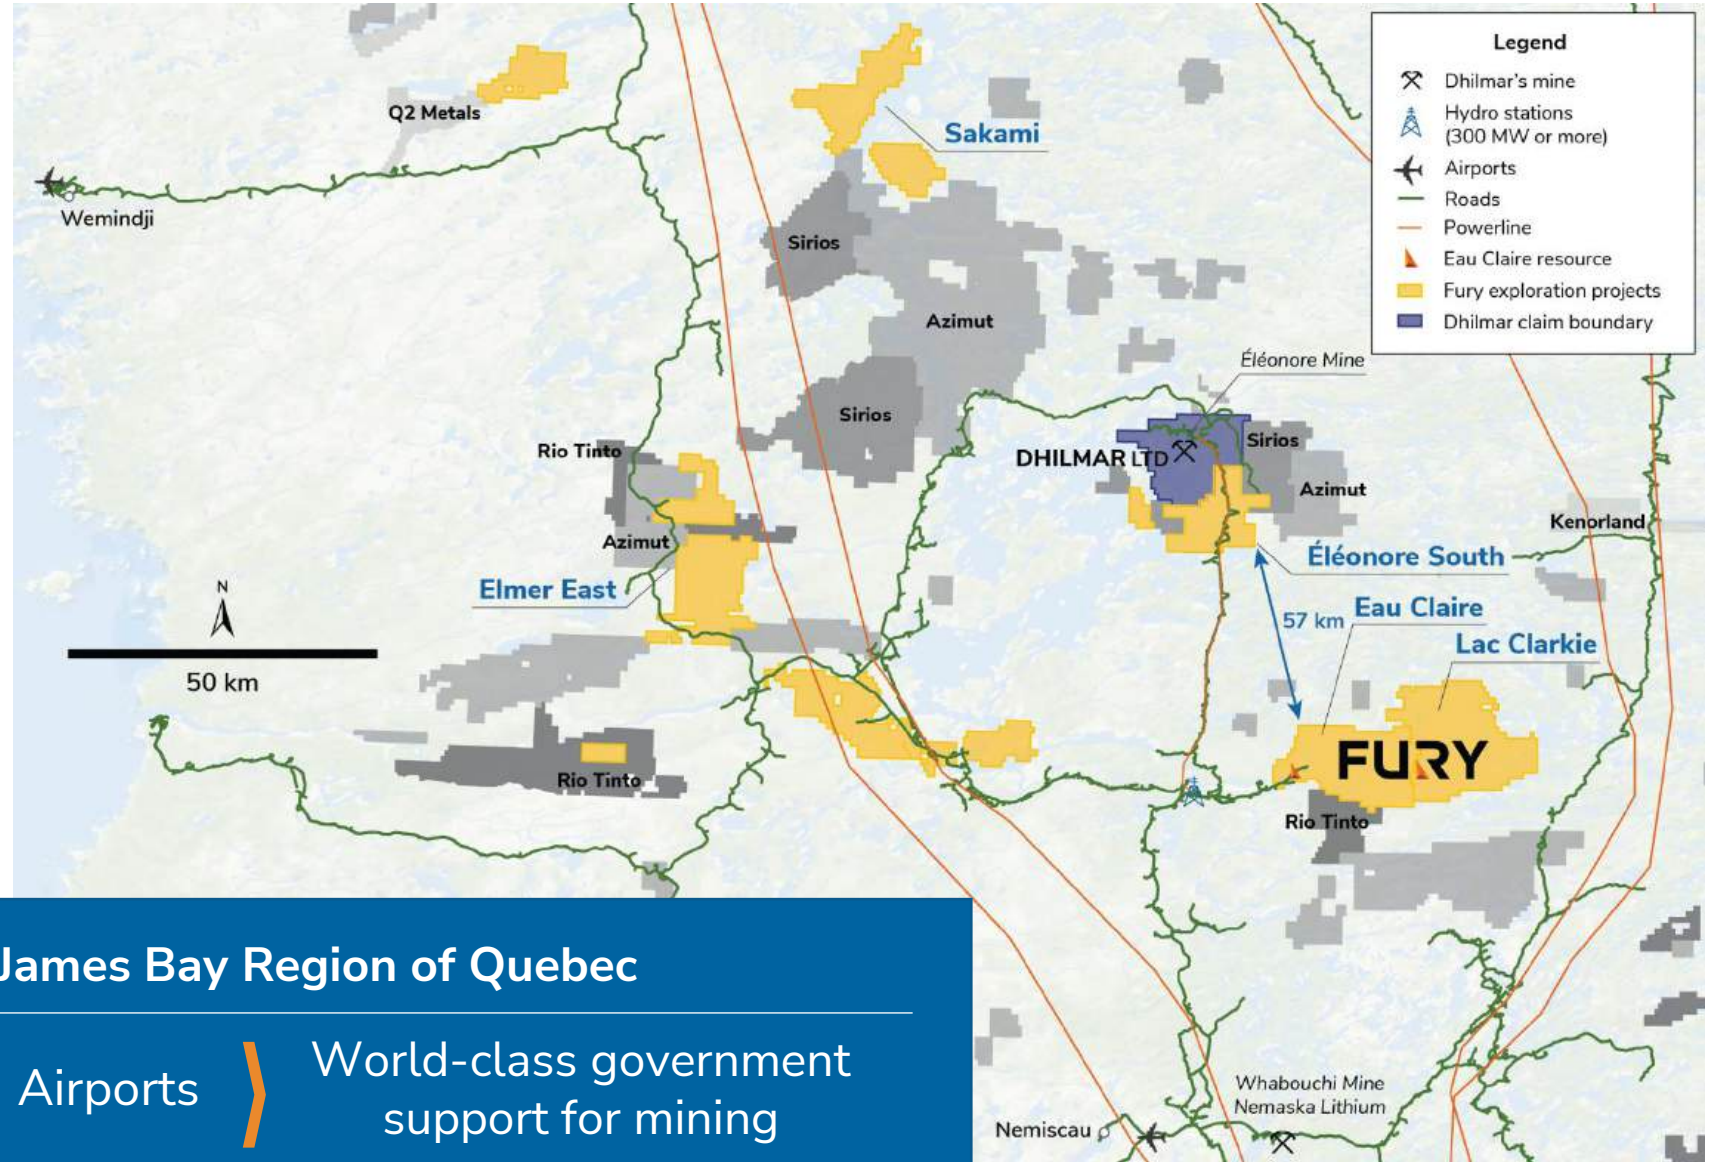 Legend
Dhilmar's mine
Hydro stations
(300 MW or more)
Airports
Roads
Powerline
Eau Claire resource
Fury exploration projects
Dhilmar claim boundary
Q2 Metals
Sakami
Wemindji
Sirios
Azimut
Éléonore Mine
Sirios
Rio Tinto
DHILMAR LTD
Sirios
Azimut
Kenorland
Azimut
Éléonore South
Elmer East
N
57 km
Eau Claire
Lac Clarkie
50 km
FURY
Rio Tinto
Rio Tinto
James Bay Region of Quebec
Airports
World-class government
support for mining
Whabouchi Mine
Nemaska Lithium
Nemiscau